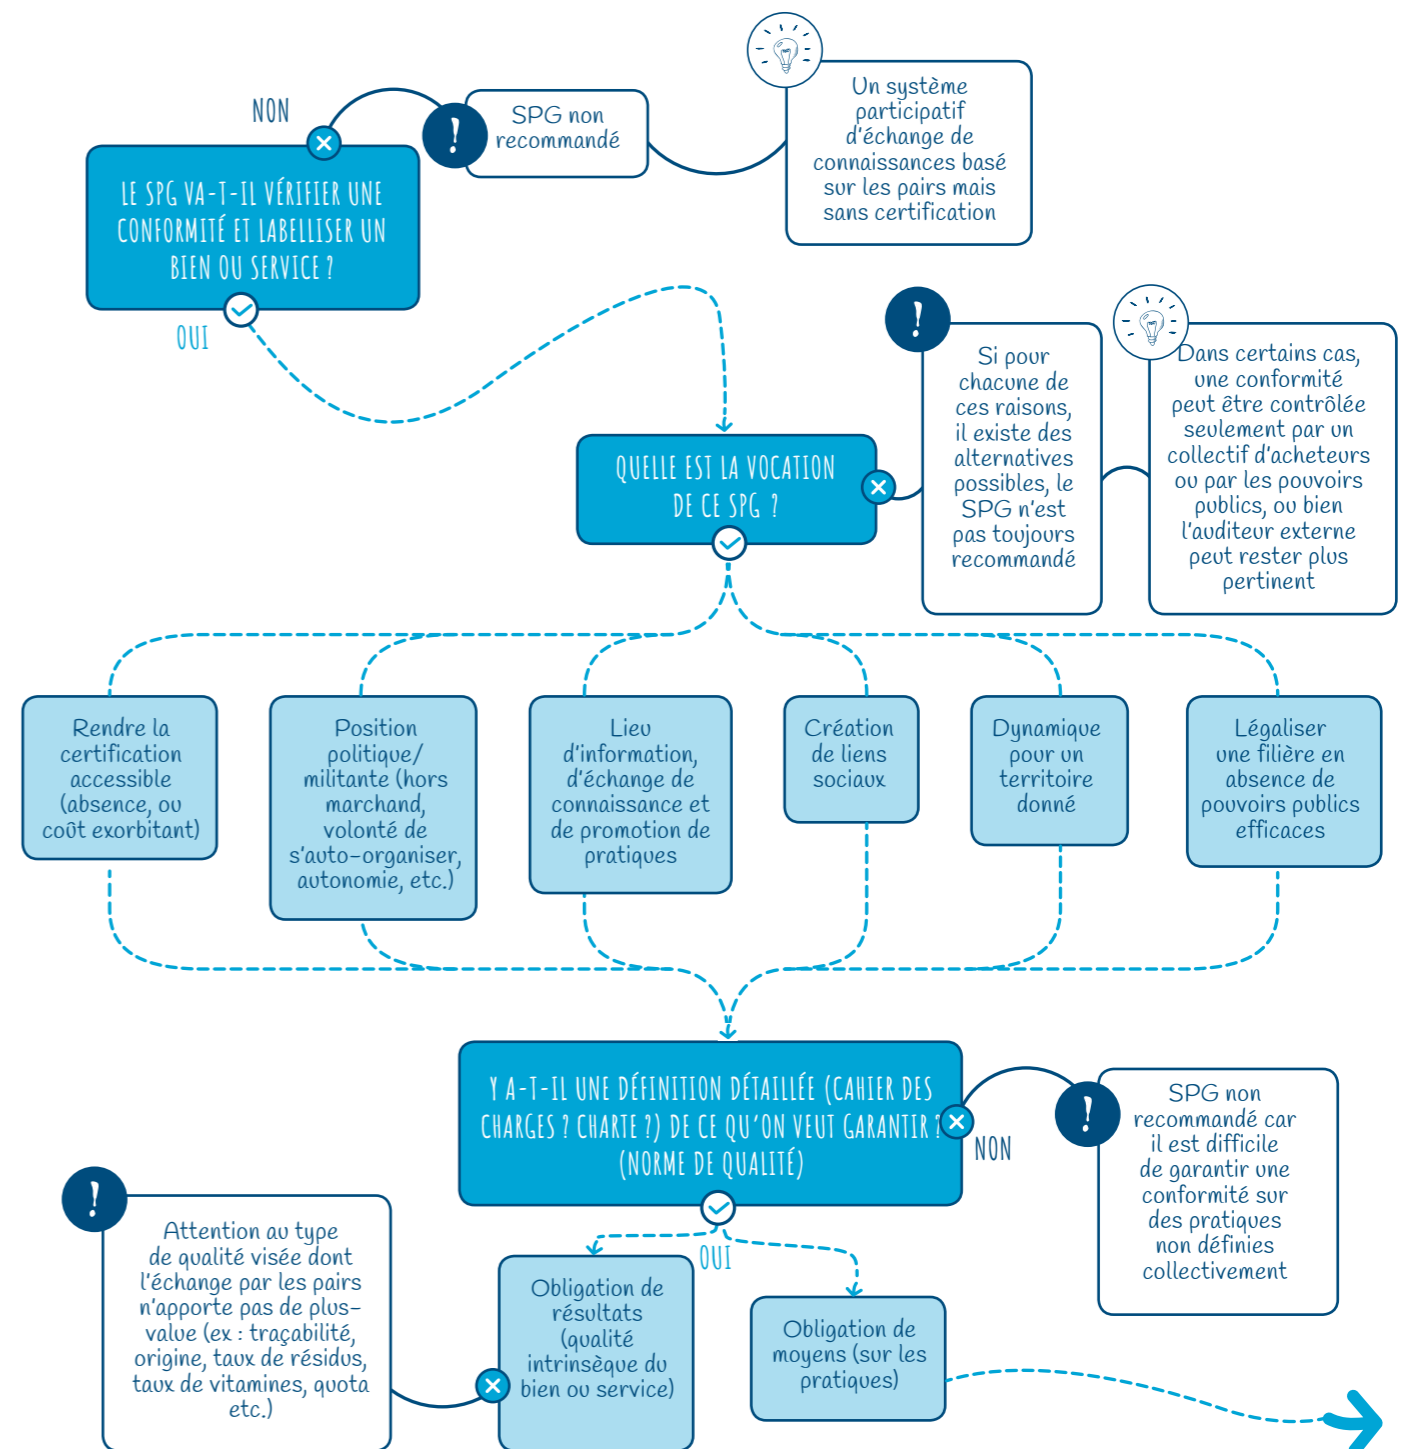 NON
!
SPG non
recommandé
Un système
participatif
d'échange de
connaissances basé
sur les pairs mais
sans certification
LE SPG VA-T-IL VÉRIFIER UNE
CONFORMITÉ ET LABELLISER UN
BIEN OU SERVICE ?
OUI
!
Si pour
chacune de
ces raisons,
il existe des
alternatives
possibles, le
SPG n'est
pas toujours
recommandé
Dans certains cas,
une conformité
peut être contrôlée
seulement par un
collectif d'acheteurs
ou par les pouvoirs
publics, ou bien
l'auditeur externe
peut rester plus
pertinent
QUELLE EST LA VOCATION
DE CE SPG ?
Rendre la
certification
accessible
(absence, ou
coût exorbitant)
Position
politique/
militante (hors
marchand,
volonté de
s'auto-organiser,
autonomie, etc.)
Lieu
d'information,
d'échange de
connaissance et
de promotion de
pratiques
Création
de liens
sociaux
Dynamique
pour un
territoire
donné
Légaliser
une filière en
absence de
pouvoirs publics
efficaces
Y A-T-IL UNE DÉFINITION DÉTAILLÉE (CAHIER DES
CHARGES ? CHARTE ?) DE CE QU'ON VEUT GARANTIR ?
(NORME DE QUALITÉ)
NON
!
SPG non
recommandé car
il est difficile
de garantir une
conformité sur
des pratiques
non définies
collectivement
OUI
!
Attention au type
de qualité visée dont
l'échange par les pairs
n'apporte pas de plus-
value (ex : traçabilité,
origine, taux de résidus,
taux de vitamines, quota
etc.)
Obligation de
résultats
(qualité
intrinsèque du
bien ou service)
Obligation de
moyens (sur les
pratiques)